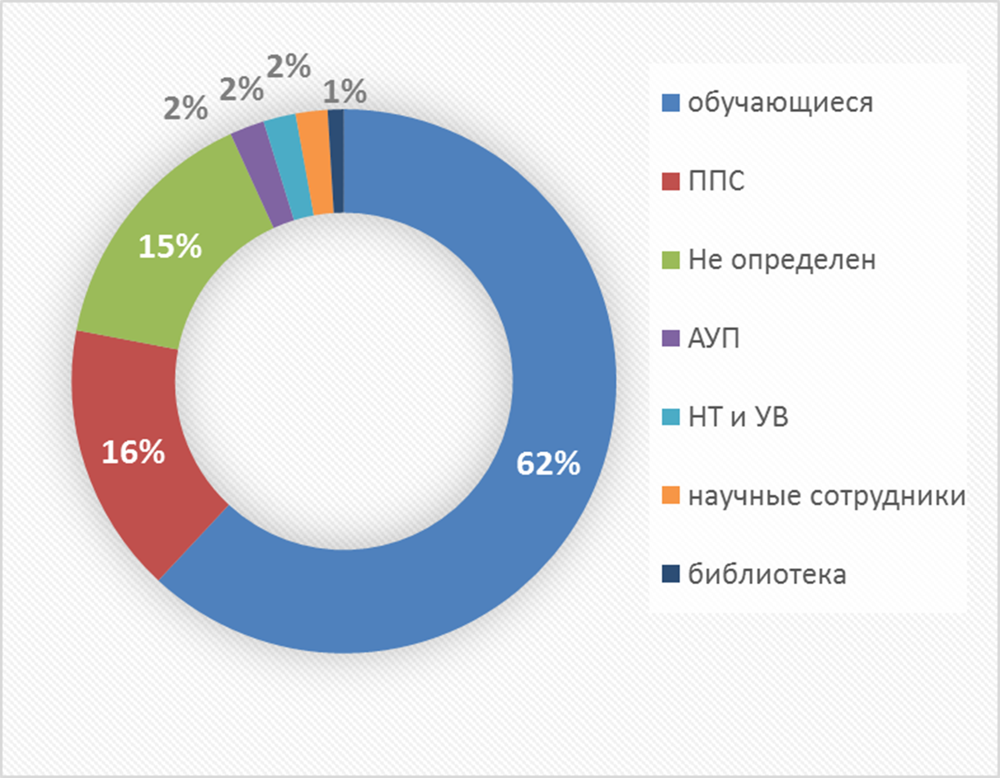 2%
2%
2%
1%
15%
16%
62%
обучающиеся
ППС
Не определен
АУП
НТ и УВ
научные сотрудники
библиотека